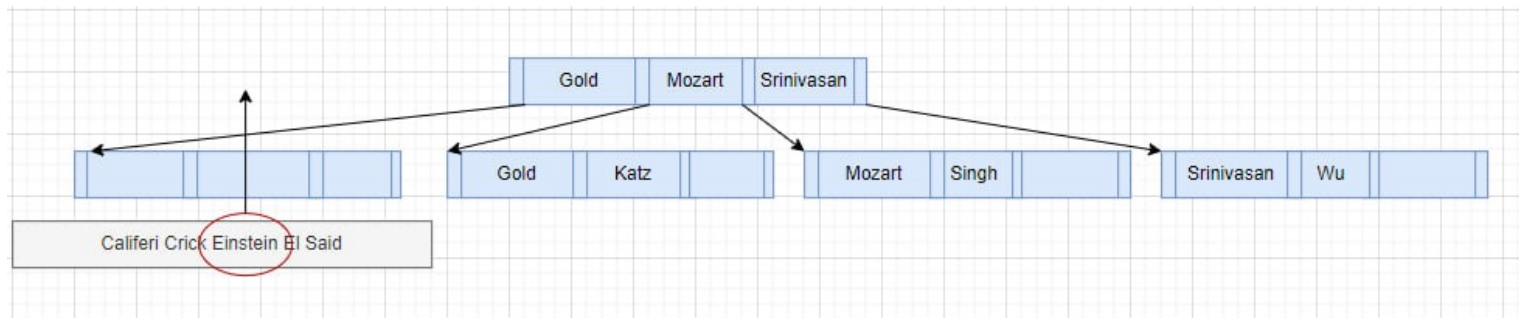 Gold Mozart Srinivasan
Gold Katz Mozart Singh Srinivasan Wu
Califeri Crick Einstein El Said